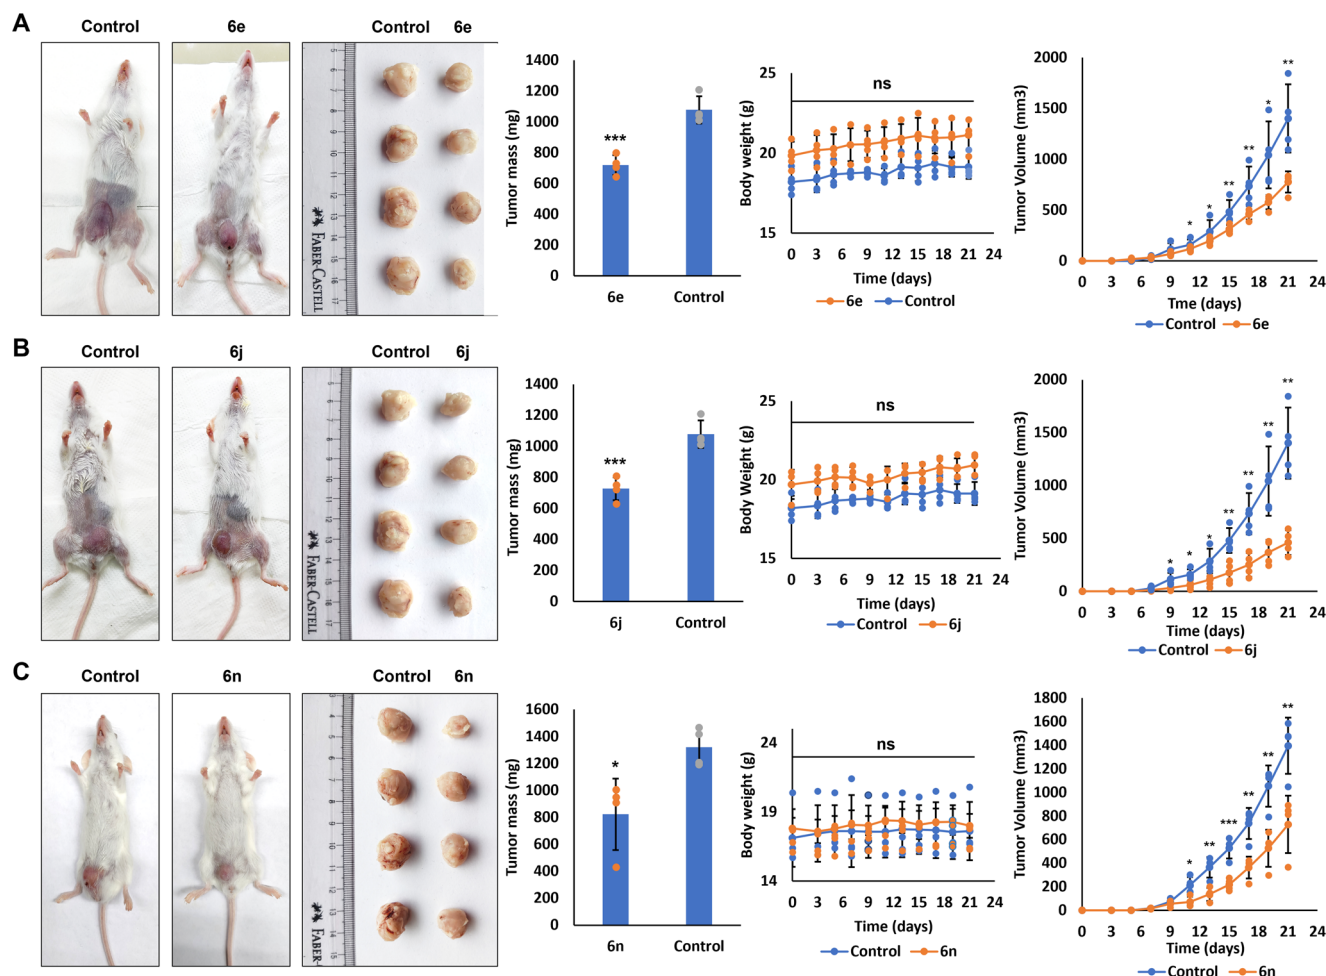 A
Control
6e
Control 6e
FABER-CASTELL
Tumor mass (mg)
1400
1200
1000
800
600
400
200
0
***
6e
Control
Body weight (g)
25
20
15
ns
0 3 6 9 12 15 18 21 24
Time (days)
6e Control
Tumor Volume (mm3)
2000
1500
1000
500
0
* * ** ** * **
0 3 6 9 12 15 18 21 24
Tme (days)
Control 6e
B
Control
6j
Control 6j
FABER-CASTELL
Tumor mass (mg)
1400
1200
1000
800
600
400
200
0
***
6j
Control
Body Weight (g)
25
20
15
ns
0 3 6 9 12 15 18 21 24
Time (days)
Control 6j
Tumor Volume (mm3)
2000
1500
1000
500
0
* * * ** ** ** **
0 3 6 9 12 15 18 21 24
Time (days)
Control 6j
C
Control
6n
Control 6n
FABER-
Tumor mass (mg)
1600
1400
1200
1000
800
600
400
200
0
*
6n
Control
Body weight (g)
24
19
14
ns
0 3 6 9 12 15 18 21 24
Time (days)
Control 6n
Tumor Volume (mm3)
1800
1600
1400
1200
1000
800
600
400
200
0
* ** *** ** ** **
0 3 6 9 12 15 18 21 24
Time (days)
Control 6n